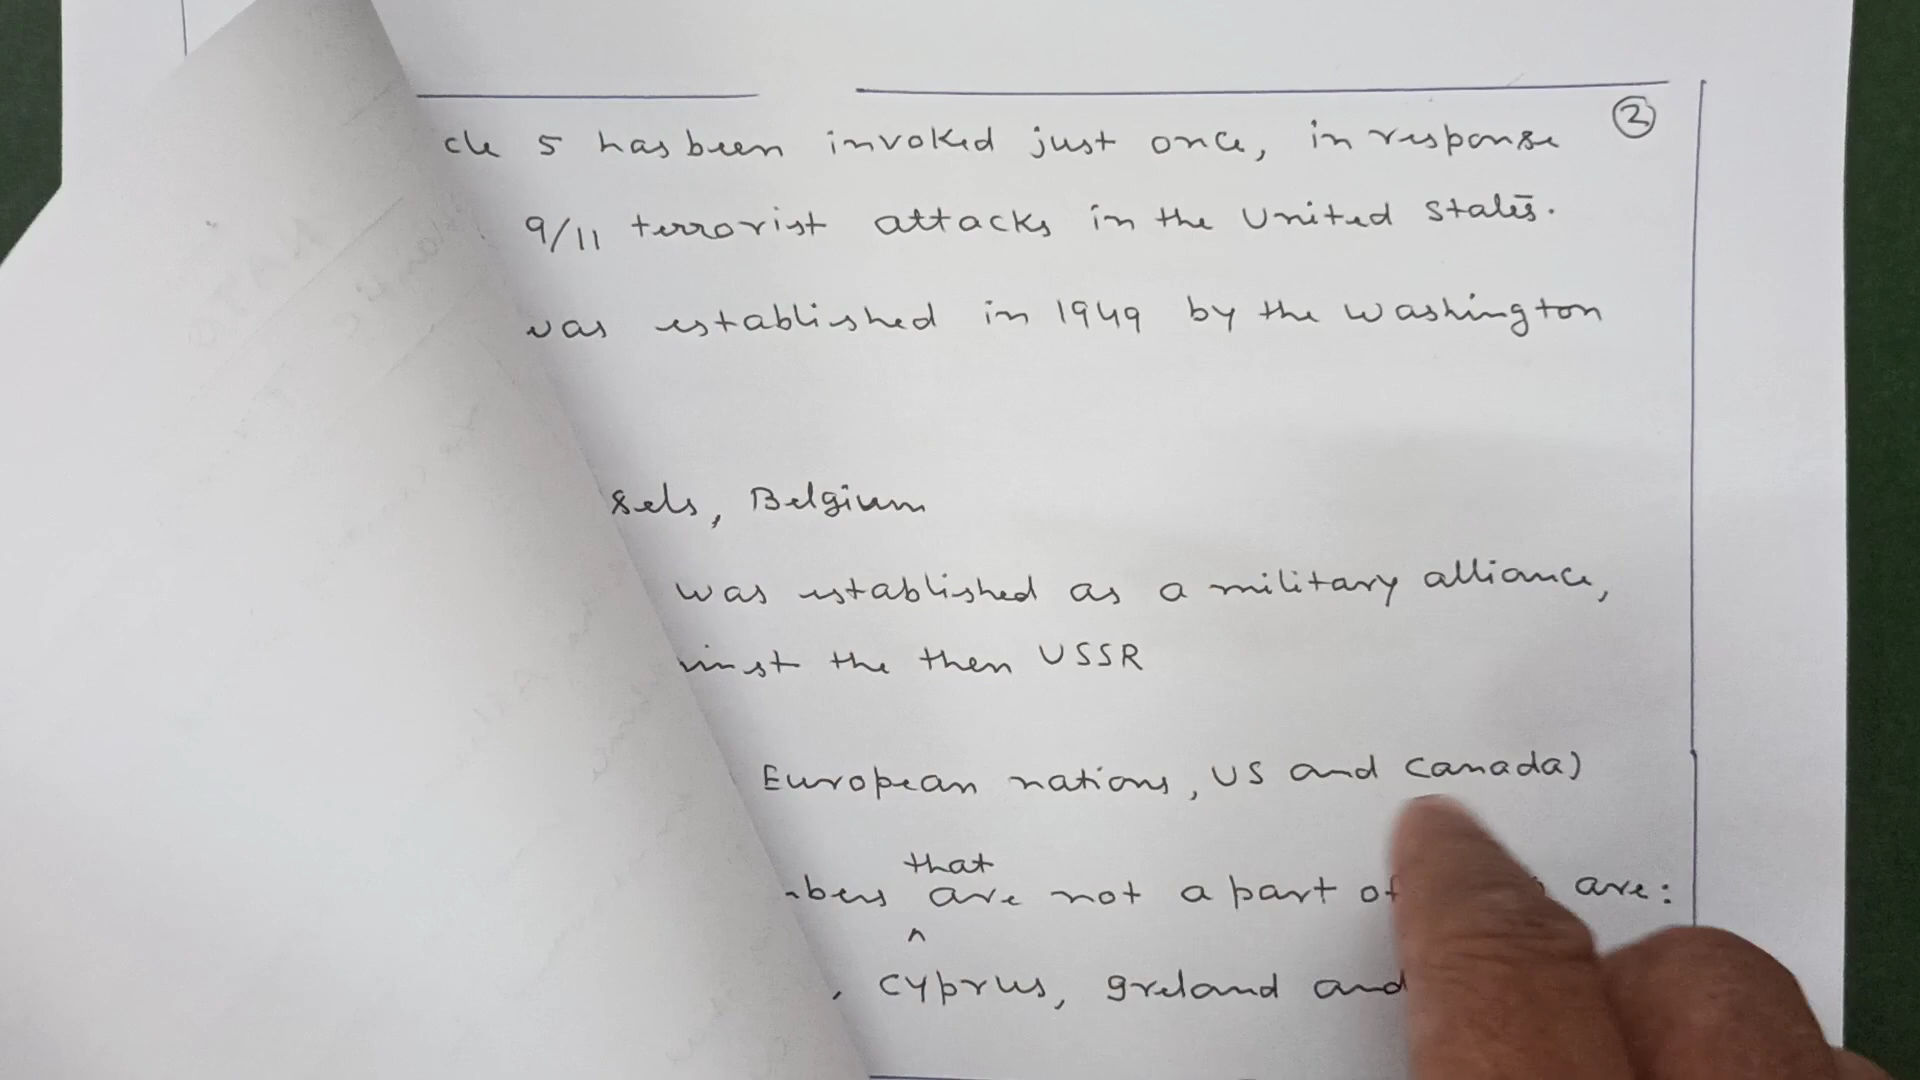 ②
cle 5 has been invoked just once, in response
9/11 terrorist attacks in the United States.
was established in 1949 by the Washington
sels, Belgium
was established as a military alliance,
inst the then USSR
European nations, US and Canada)
that
bers are not a part of are:
^
, Cyprus, Ireland and